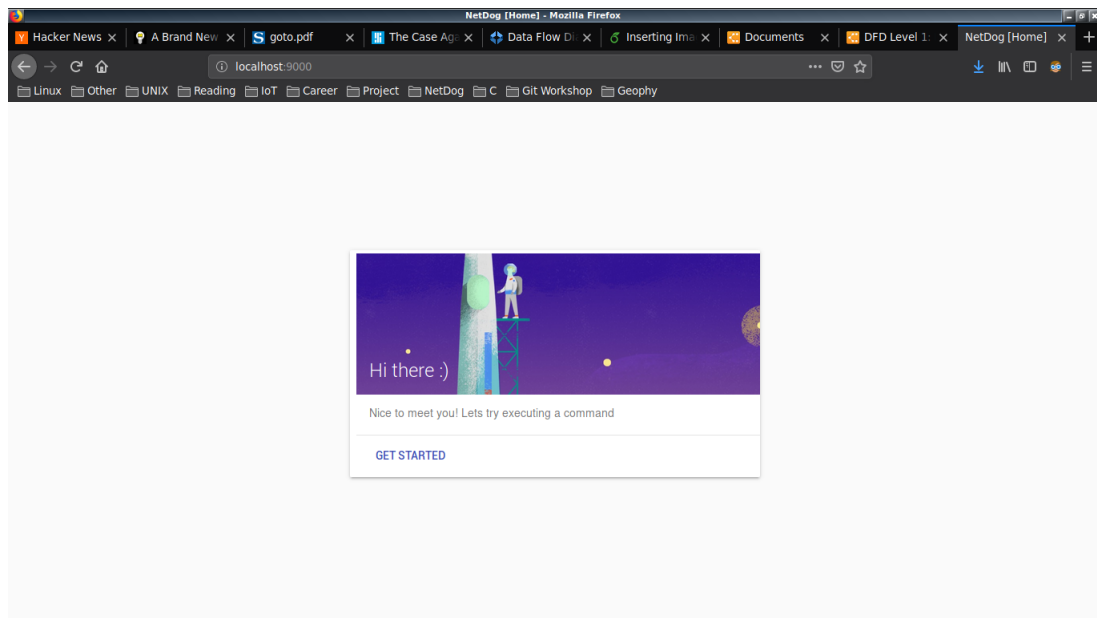 NetDog [Home] - Mozilla Firefox
Hacker News
A Brand New
goto.pdf
The Case Aga
Data Flow Di
Inserting Ima
Documents
DFD Level 1:
NetDog [Home]
localhost:9000
Linux Other UNIX Reading IoT Career Project NetDog C Git Workshop Geophy
Hi there :)
Nice to meet you! Lets try executing a command
GET STARTED